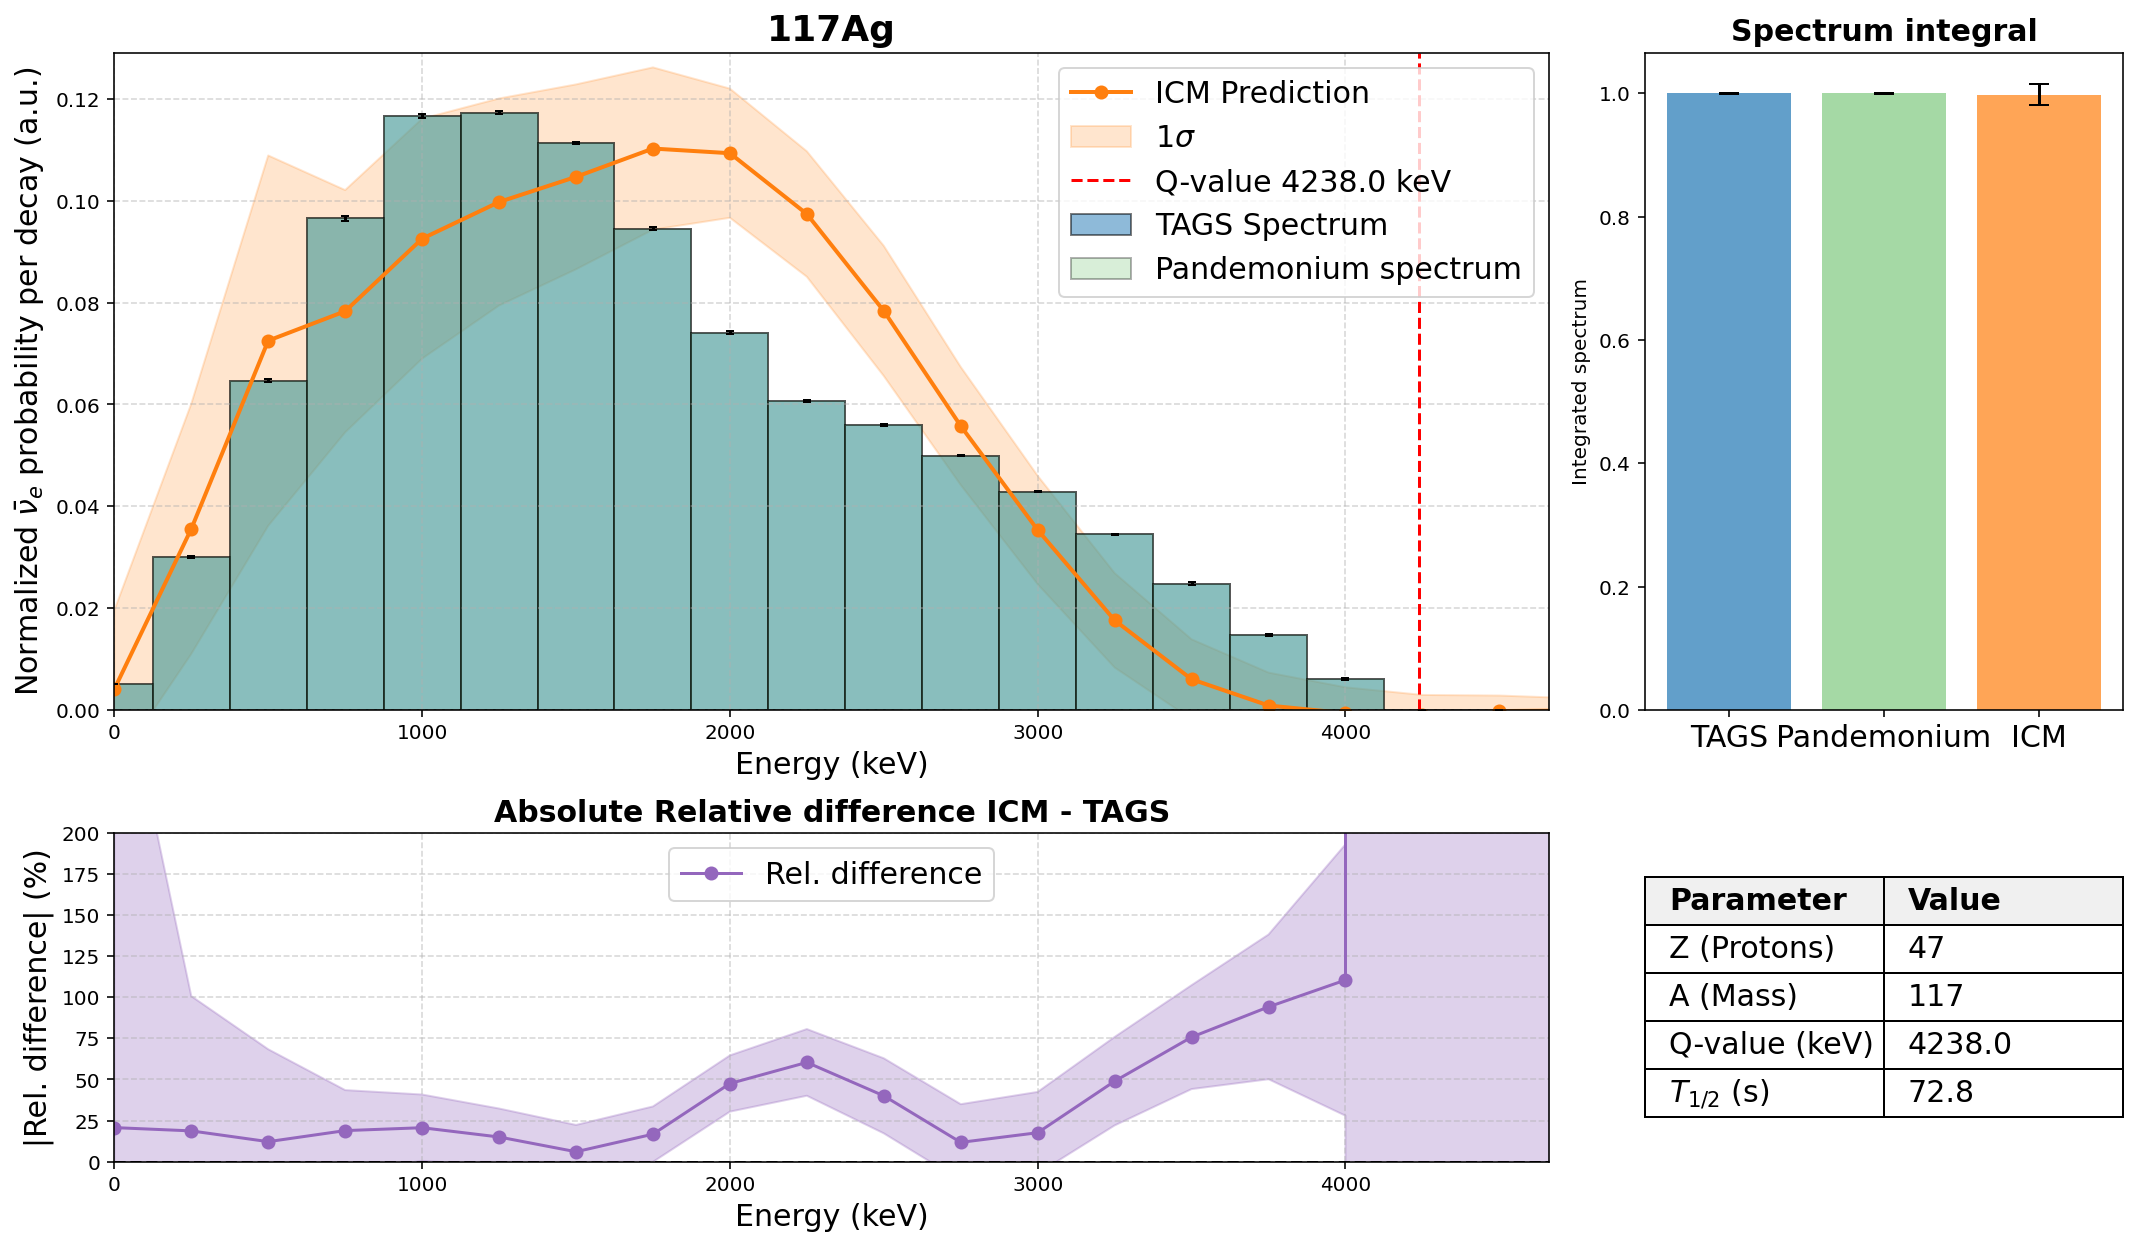 117Ag
Normalized ν̄e probability per decay (a.u.)
0.12
0.10
0.08
0.06
0.04
0.02
0.00
0 1000 2000 3000 4000
Energy (keV)
ICM Prediction
1σ
Q-value 4238.0 keV
TAGS Spectrum
Pandemonium spectrum
Spectrum integral
Integrated spectrum
1.0
0.8
0.6
0.4
0.2
0.0
TAGS Pandemonium ICM
Absolute Relative difference ICM - TAGS
|Rel. difference| (%)
200
175
150
125
100
75
50
25
0
0 1000 2000 3000 4000
Energy (keV)
Rel. difference
Parameter Value
Z (Protons) 47
A (Mass) 117
Q-value (keV) 4238.0
T1/2 (s) 72.8